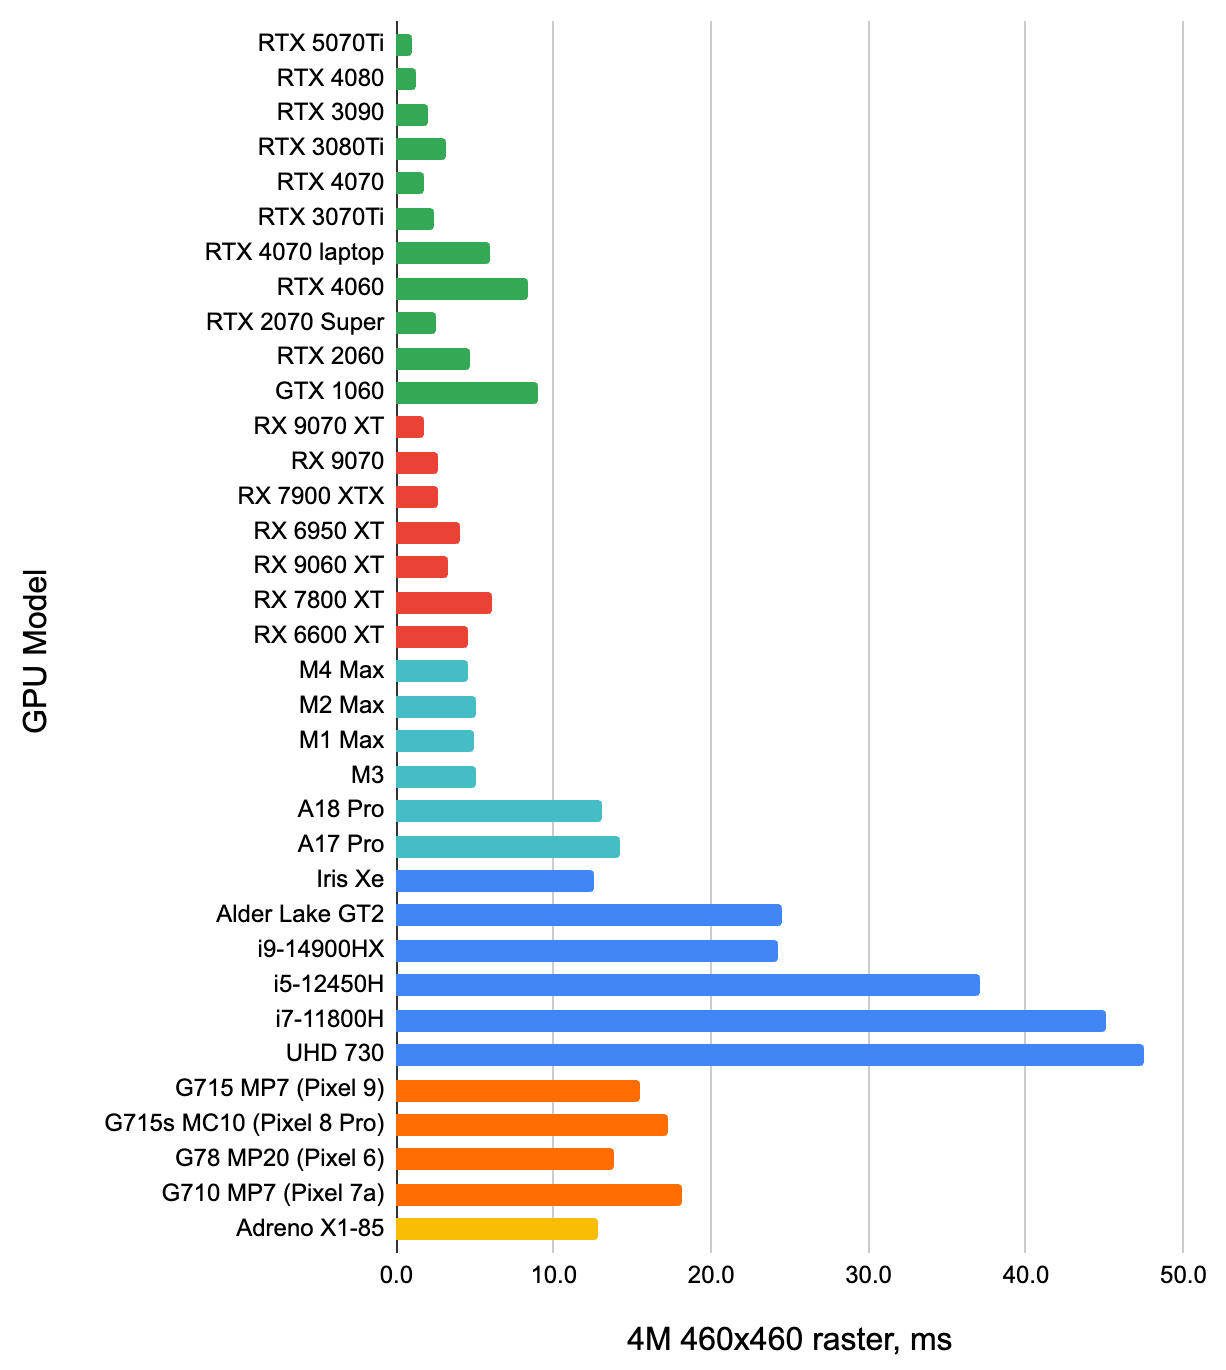 RTX 5070Ti
RTX 4080
RTX 3090
RTX 3080Ti
RTX 4070
RTX 3070Ti
RTX 4070 laptop
RTX 4060
RTX 2070 Super
RTX 2060
GTX 1060
RX 9070 XT
RX 9070
RX 7900 XTX
RX 6950 XT
RX 9060 XT
RX 7800 XT
RX 6600 XT
M4 Max
M2 Max
M1 Max
M3
A18 Pro
A17 Pro
Iris Xe
Alder Lake GT2
i9-14900HX
i5-12450H
i7-11800H
UHD 730
G715 MP7 (Pixel 9)
G715s MC10 (Pixel 8 Pro)
G78 MP20 (Pixel 6)
G710 MP7 (Pixel 7a)
Adreno X1-85
GPU Model
0.0 10.0 20.0 30.0 40.0 50.0
4M 460x460 raster, ms